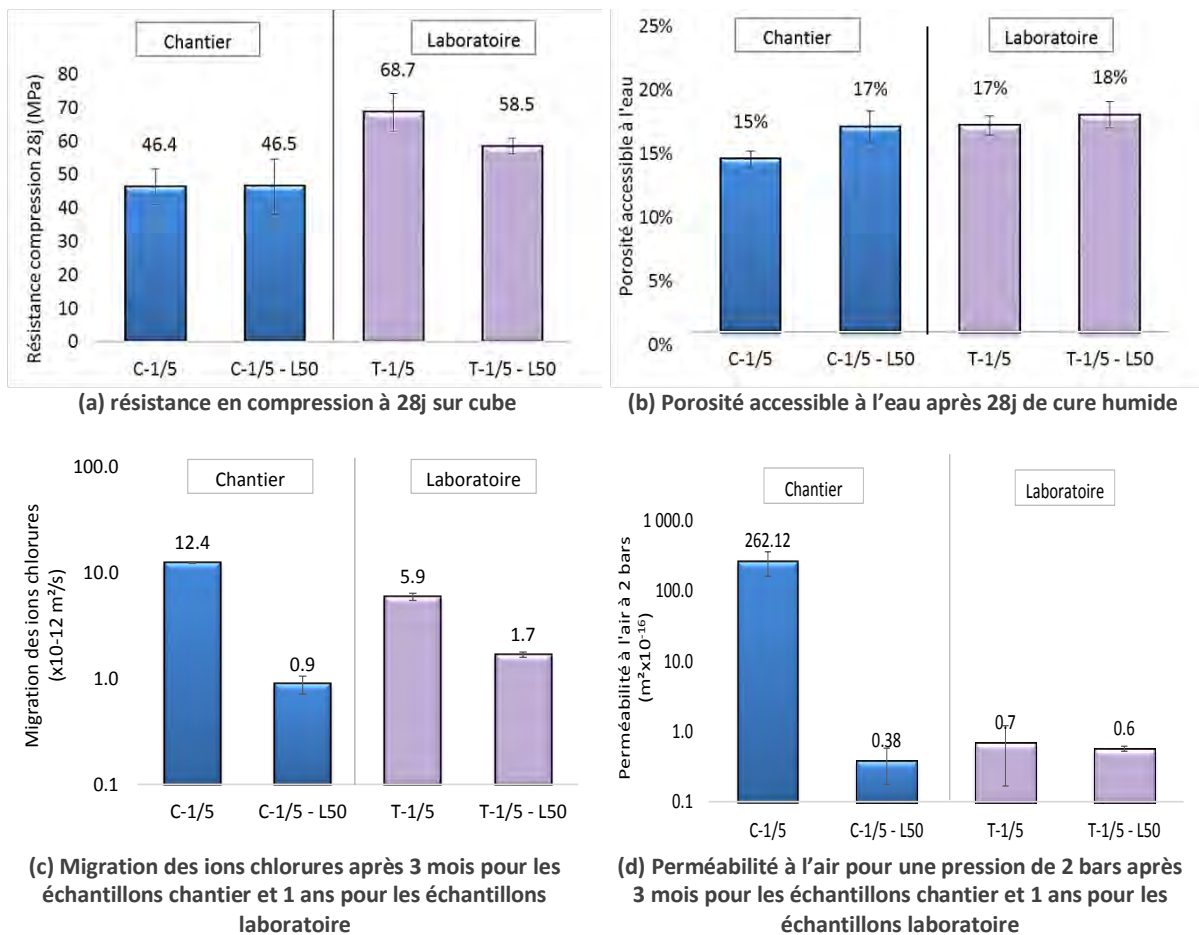 Chantier
Laboratoire
Résistance compression 28j (MPa)
80
70
60
50
40
30
20
10
0
46.4
46.5
68.7
58.5
C-1/5
C-1/5 - L50
T-1/5
T-1/5 - L50
(a) résistance en compression à 28j sur cube
Chantier
Laboratoire
Porosité accessible à l'eau
25%
20%
15%
10%
5%
0%
15%
17%
17%
18%
C-1/5
C-1/5 - L50
T-1/5
T-1/5 - L50
(b) Porosité accessible à l’eau après 28j de cure humide
Chantier
Laboratoire
Migration des ions chlorures
(x10-12 m²/s)
100.0
10.0
1.0
0.1
12.4
0.9
5.9
1.7
C-1/5
C-1/5 - L50
T-1/5
T-1/5 - L50
(c) Migration des ions chlorures après 3 mois pour les
échantillons chantier et 1 ans pour les échantillons
laboratoire
Chantier
Laboratoire
Perméabilité à l'air à 2 bars
(m²x10⁻¹⁶)
1 000.0
100.0
10.0
1.0
0.1
262.12
0.38
0.7
0.6
C-1/5
C-1/5 - L50
T-1/5
T-1/5 - L50
(d) Perméabilité à l’air pour une pression de 2 bars après
3 mois pour les échantillons chantier et 1 ans pour les
échantillons laboratoire